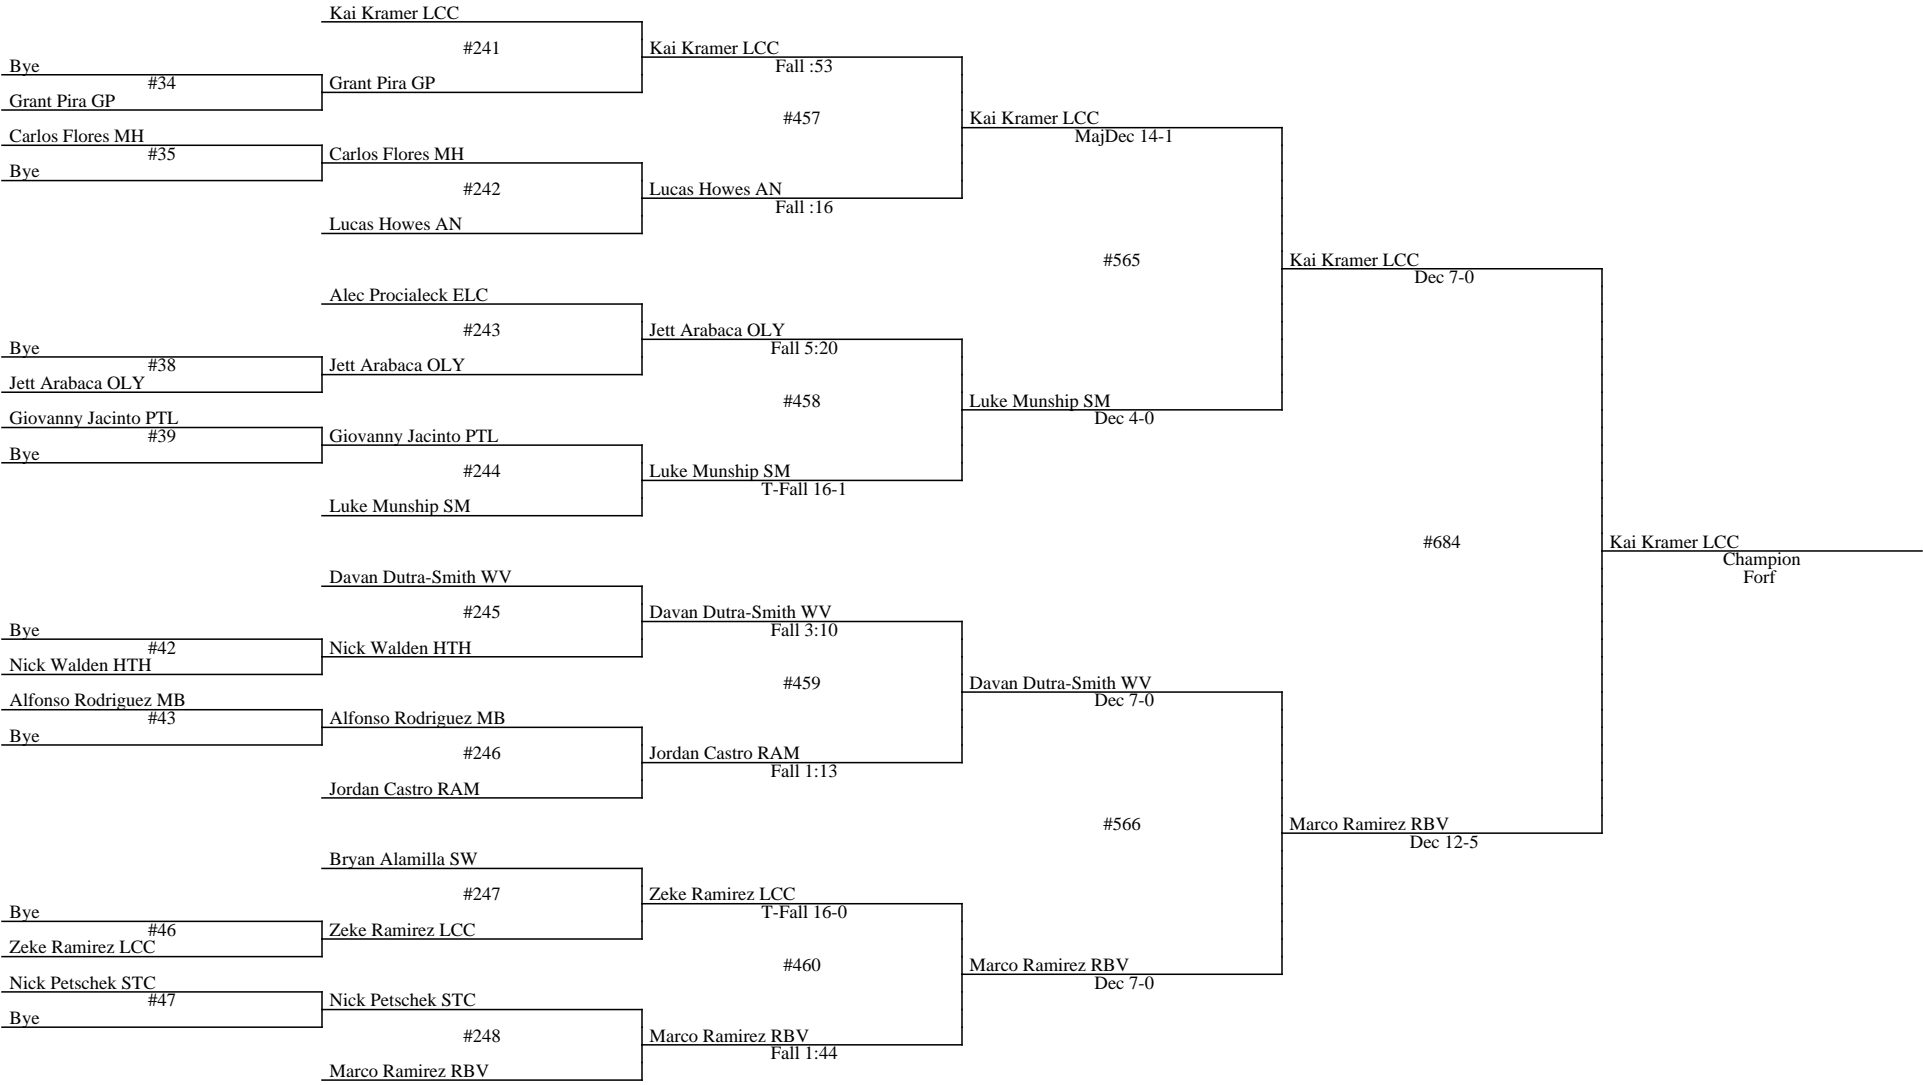 Kai Kramer LCC
#241
Kai Kramer LCC
Bye
Fall :53
#34
Grant Pira GP
Grant Pira GP
#457
Kai Kramer LCC
Carlos Flores MH
MajDec 14-1
#35
Carlos Flores MH
Bye
#242
Lucas Howes AN
Fall :16
Lucas Howes AN
#565
Kai Kramer LCC
Dec 7-0
Alec Procialeck ELC
#243
Jett Arabaca OLY
Bye
Fall 5:20
#38
Jett Arabaca OLY
Jett Arabaca OLY
#458
Luke Munship SM
Giovanny Jacinto PTL
Dec 4-0
#39
Giovanny Jacinto PTL
Bye
#244
Luke Munship SM
T-Fall 16-1
Luke Munship SM
#684
Kai Kramer LCC
Champion
Forf
Davan Dutra-Smith WV
#245
Davan Dutra-Smith WV
Bye
Fall 3:10
#42
Nick Walden HTH
Nick Walden HTH
#459
Davan Dutra-Smith WV
Alfonso Rodriguez MB
Dec 7-0
#43
Alfonso Rodriguez MB
Bye
#246
Jordan Castro RAM
Fall 1:13
Jordan Castro RAM
#566
Marco Ramirez RBV
Dec 12-5
Bryan Alamilla SW
#247
Zeke Ramirez LCC
Bye
T-Fall 16-0
#46
Zeke Ramirez LCC
Zeke Ramirez LCC
#460
Marco Ramirez RBV
Nick Petschek STC
Dec 7-0
#47
Nick Petschek STC
Bye
#248
Marco Ramirez RBV
Fall 1:44
Marco Ramirez RBV